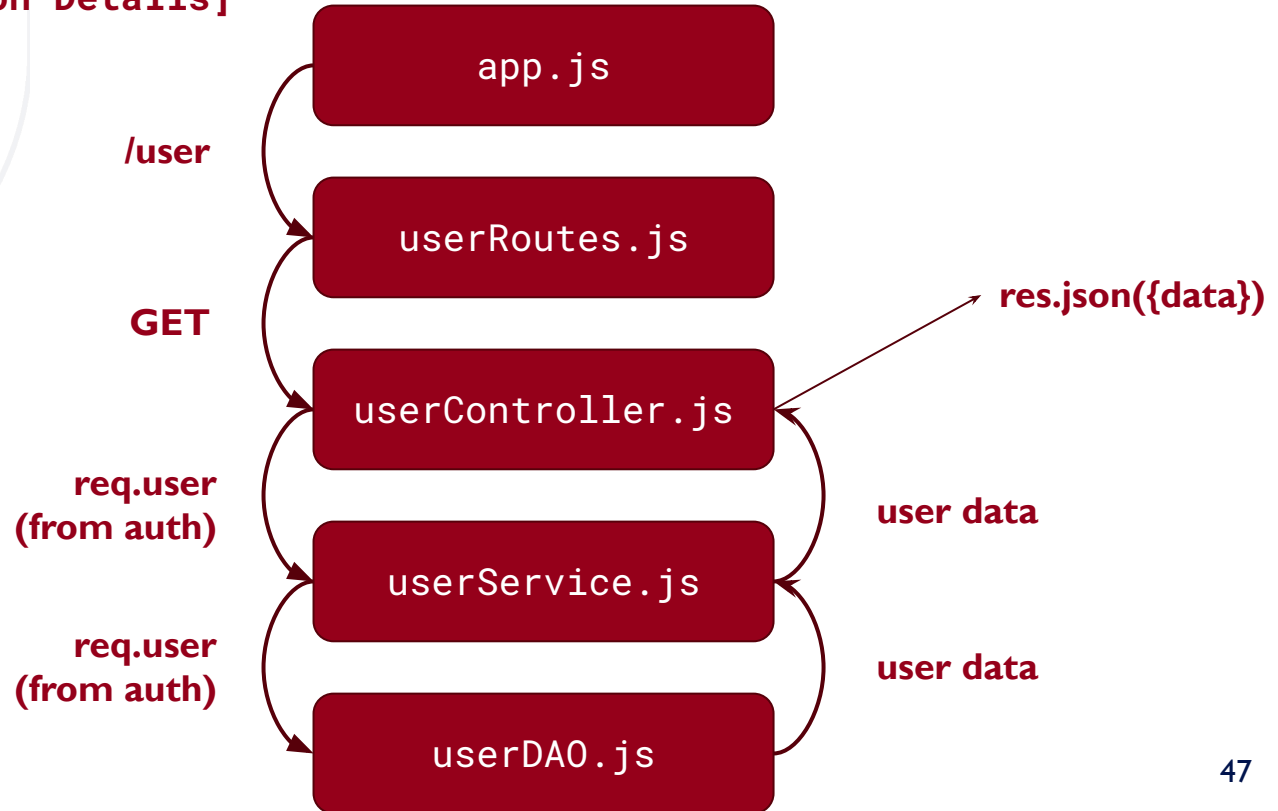 Details]
app.js
/user
userRoutes.js
res.json({data})
GET
userController.js
req.user
(from auth)
user data
userService.js
req.user
(from auth)
user data
userDAO.js
47